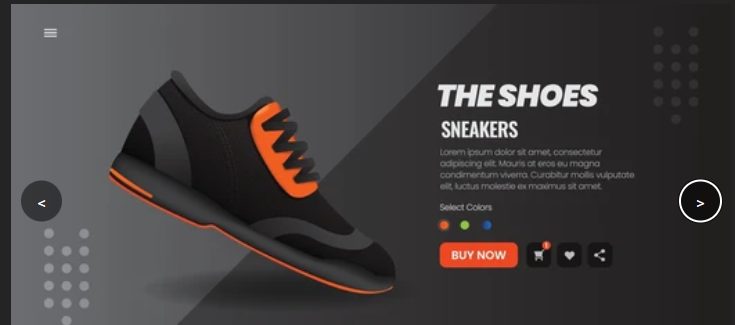 THE SHOES
SNEAKERS
Lorem ipsum dolor sit amet, consectetur
adipiscing elit. Mauris at eros eu magna
condimentum viverra. Curabitur mollis vulputate
elit, luctus molestie ex maximus sit amet.
<
>
Select Colors
BUY NOW
1